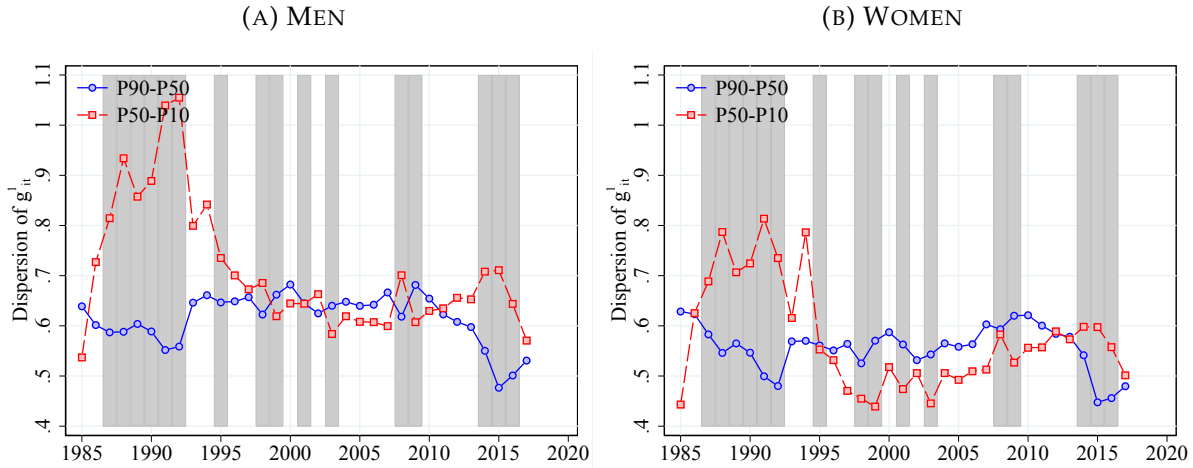 (A) MEN
P90-P50
P50-P10
Dispersion of g¹ᵢₜ
.4 .5 .6 .7 .8 .9 1 1.1
1985 1990 1995 2000 2005 2010 2015 2020
(B) WOMEN
P90-P50
P50-P10
Dispersion of g¹ᵢₜ
.4 .5 .6 .7 .8 .9 1 1.1
1985 1990 1995 2000 2005 2010 2015 2020